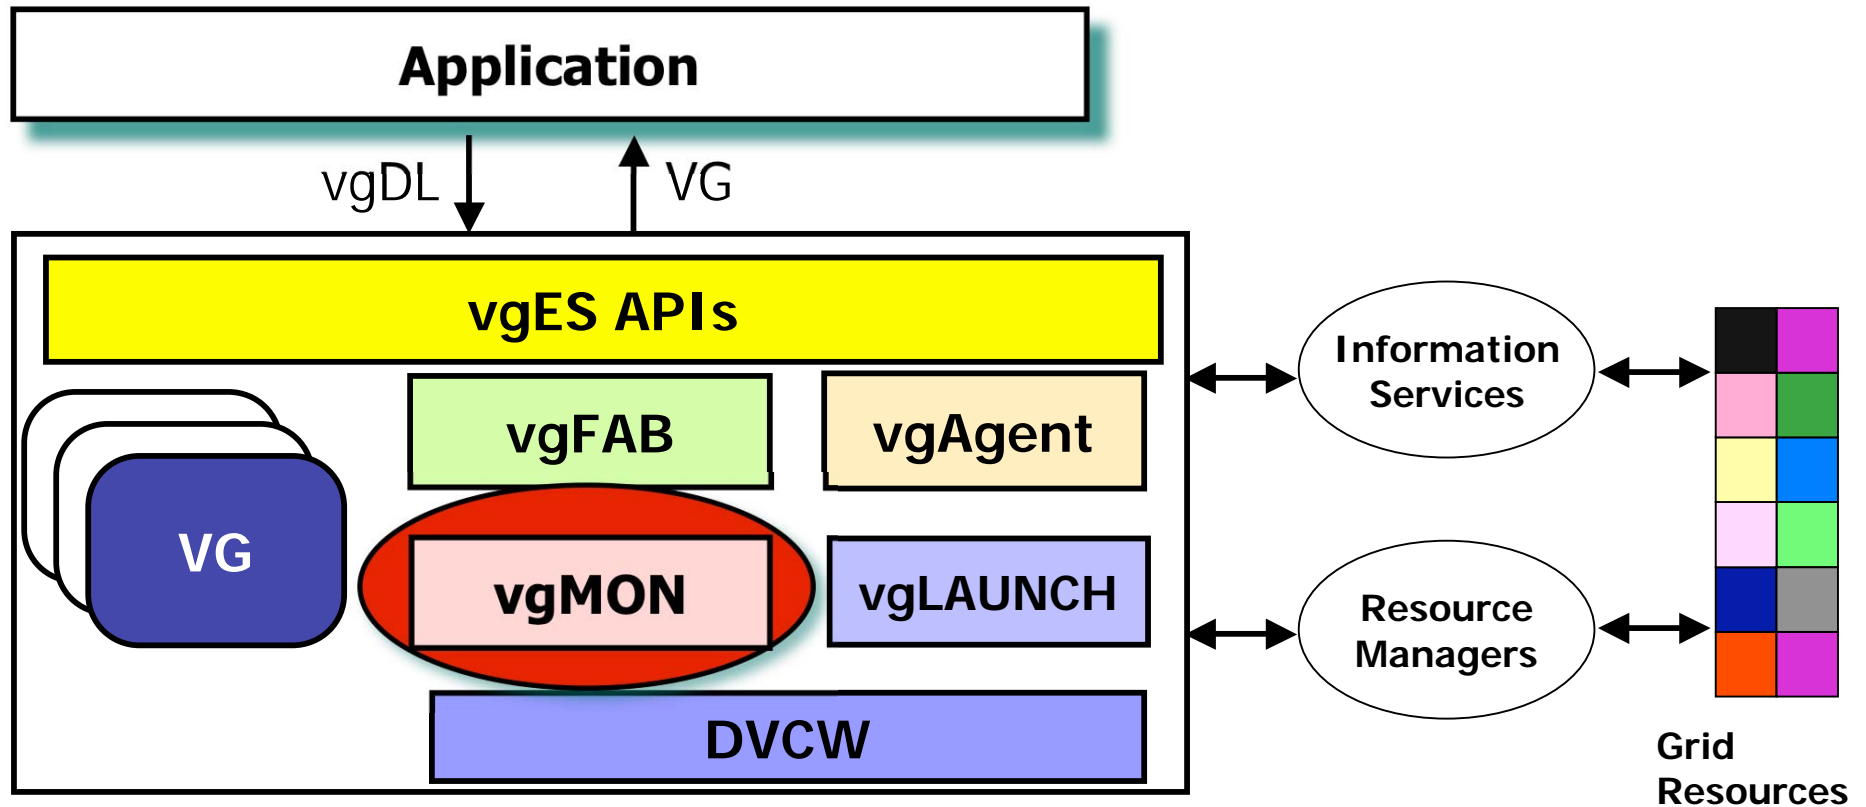 Application
vgDL
VG
vgES APIs
vgFAB
vgAgent
VG
vgMON
vgLAUNCH
DVCW
Information
Services
Resource
Managers
Grid
Resources